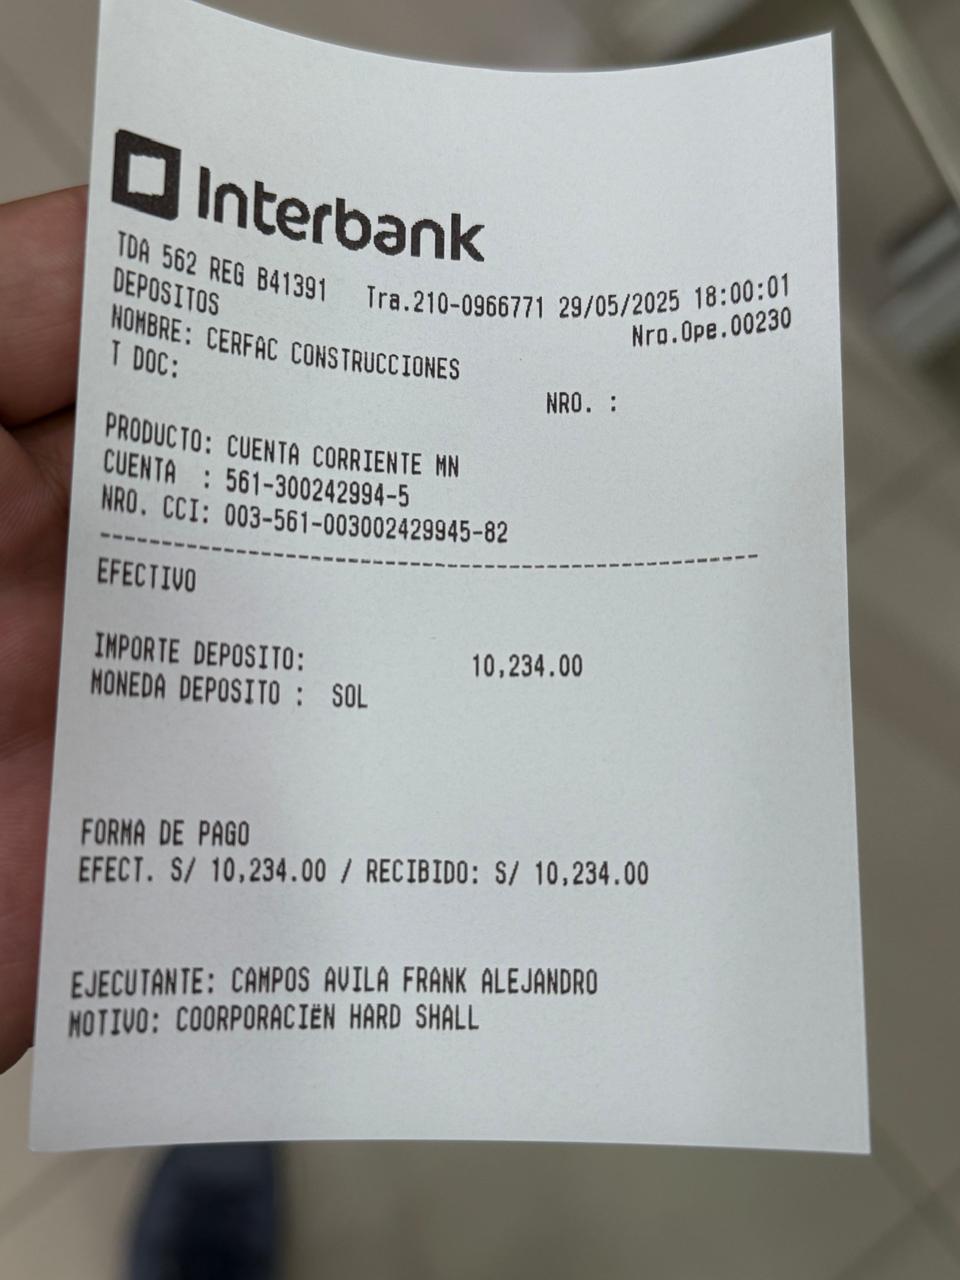 Interbank
TDA 562 REG B41391 Tra.210-0966771 29/05/2025 18:00:01
DEPOSITOS Nro.Ope.00230
NOMBRE: CERFAC CONSTRUCCIONES
T DOC: NRO. :
PRODUCTO: CUENTA CORRIENTE MN
CUENTA : 561-300242994-5
NRO. CCI: 003-561-003002429945-82
EFECTIVO
IMPORTE DEPOSITO: 10,234.00
MONEDA DEPOSITO : SOL
FORMA DE PAGO
EFECT. S/ 10,234.00 / RECIBIDO: S/ 10,234.00
EJECUTANTE: CAMPOS AVILA FRANK ALEJANDRO
MOTIVO: COORPORACIËN HARD SHALL